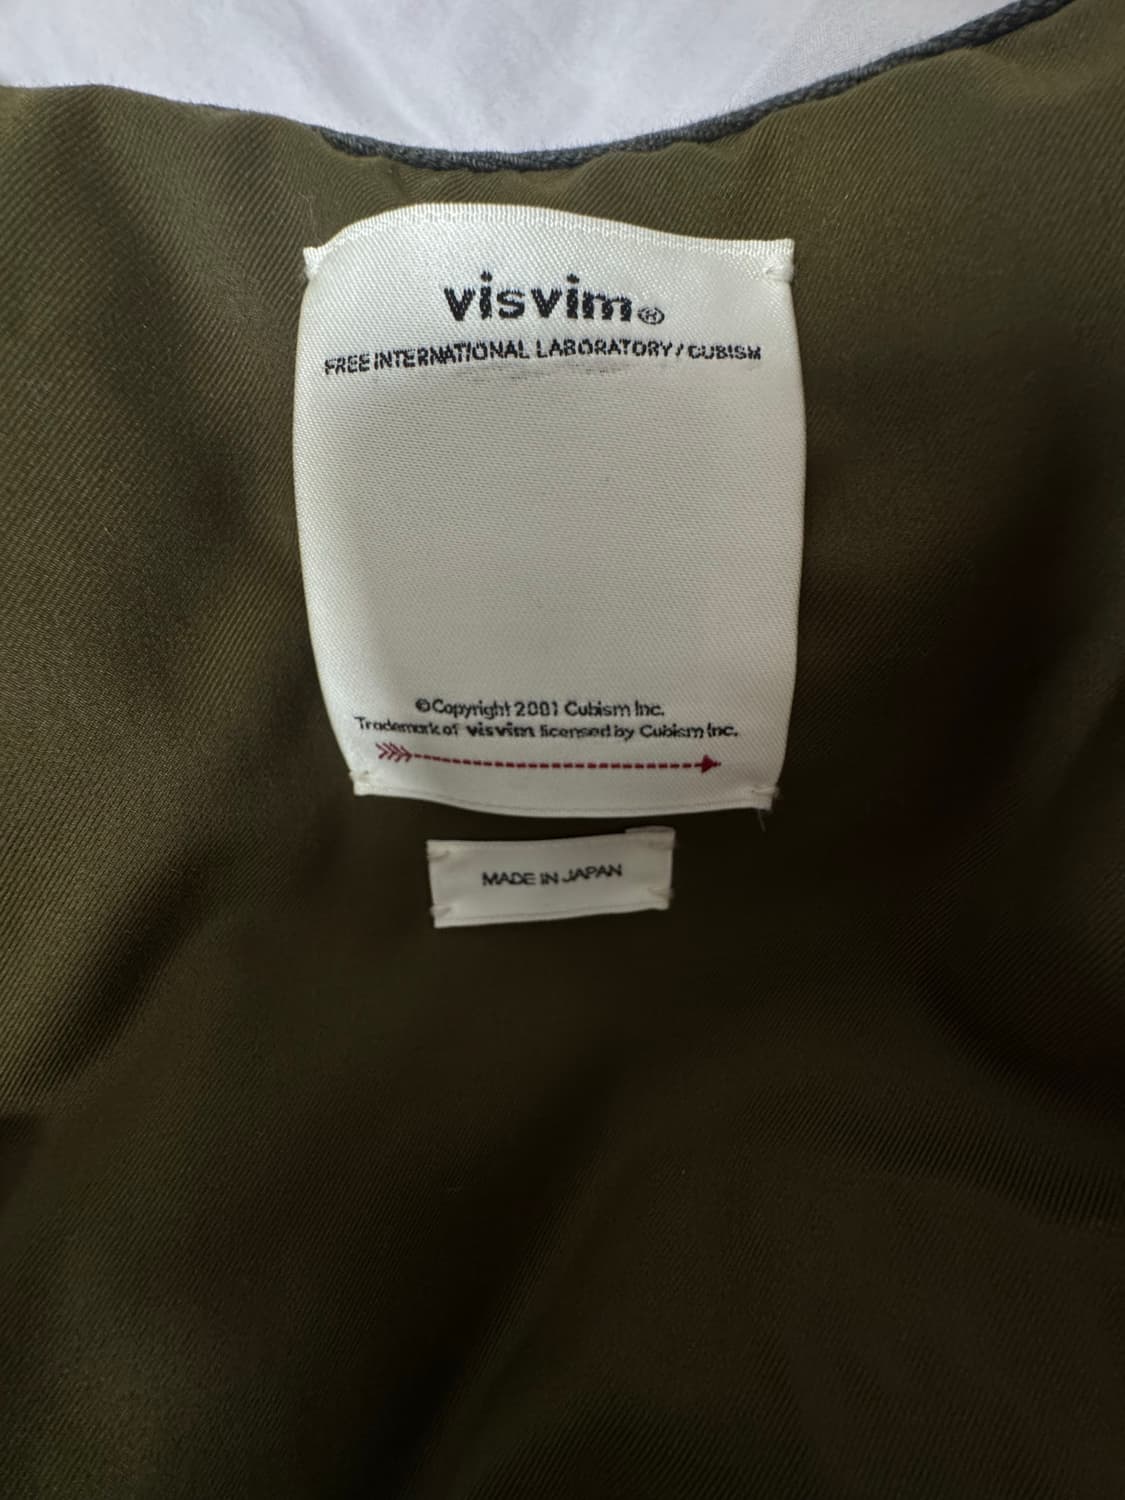 visvim®
FREE INTERNATIONAL LABORATORY / CUBISM
©Copyright 2001 Cubism Inc.
Trademark of visvim licensed by Cubism Inc.
MADE IN JAPAN